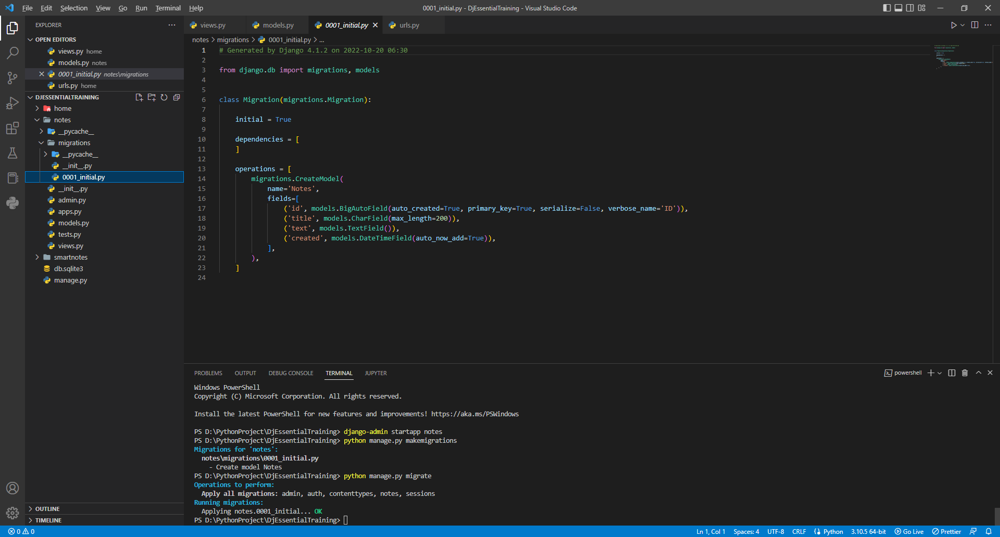 File Edit Selection View Go Run Terminal Help
0001_initial.py - DjEssentialTraining - Visual Studio Code
EXPLORER
OPEN EDITORS
views.py home
models.py notes
0001_initial.py notes\migrations
urls.py home
DJESSENTIALTRAINING
home
notes
__pycache__
migrations
__pycache__
__init__.py
0001_initial.py
__init__.py
admin.py
apps.py
models.py
tests.py
views.py
smartnotes
db.sqlite3
manage.py
OUTLINE
TIMELINE
views.py models.py 0001_initial.py urls.py
notes > migrations > 0001_initial.py > ...
1 # Generated by Django 4.1.2 on 2022-10-20 06:30
2
3 from django.db import migrations, models
4
5
6 class Migration(migrations.Migration):
7
8 initial = True
9
10 dependencies = [
11 ]
12
13 operations = [
14 migrations.CreateModel(
15 name='Notes',
16 fields=[
17 ('id', models.BigAutoField(auto_created=True, primary_key=True, serialize=False, verbose_name='ID')),
18 ('title', models.CharField(max_length=200)),
19 ('text', models.TextField()),
20 ('created', models.DateTimeField(auto_now_add=True)),
21 ],
22 ),
23 ]
24
PROBLEMS OUTPUT DEBUG CONSOLE TERMINAL JUPYTER
powershell
Windows PowerShell
Copyright (C) Microsoft Corporation. All rights reserved.
Install the latest PowerShell for new features and improvements! https://aka.ms/PSWindows
PS D:\PythonProject\DjEssentialTraining> django-admin startapp notes
PS D:\PythonProject\DjEssentialTraining> python manage.py makemigrations
Migrations for 'notes':
notes\migrations\0001_initial.py
- Create model Notes
PS D:\PythonProject\DjEssentialTraining> python manage.py migrate
Operations to perform:
Apply all migrations: admin, auth, contenttypes, notes, sessions
Running migrations:
Applying notes.0001_initial... OK
PS D:\PythonProject\DjEssentialTraining>
0 0
Ln 1, Col 1 Spaces: 4 UTF-8 CRLF Python 3.10.5 64-bit Go Live Prettier